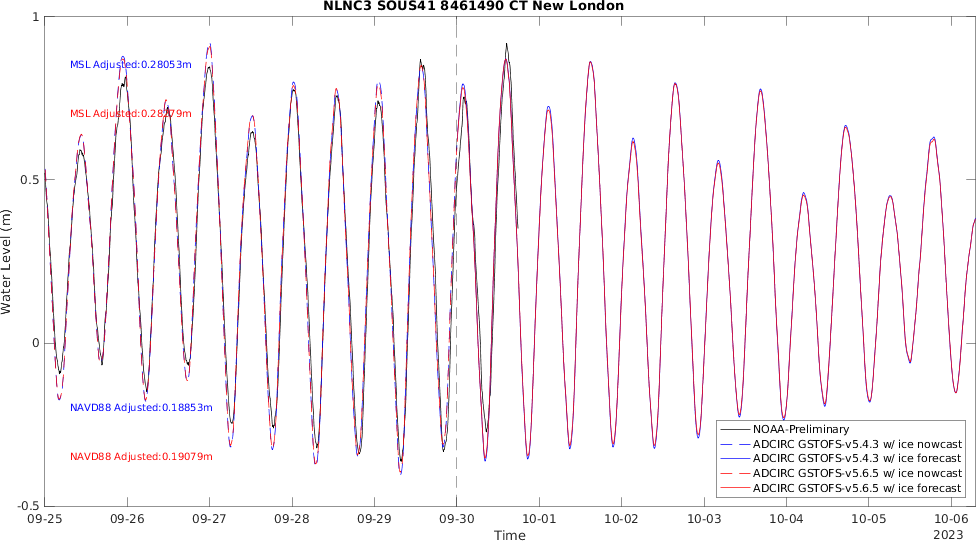 NLNC3 SOUS41 8461490 CT New London
1
0.5
0
-0.5
Water Level (m)
MSL Adjusted:0.28053m
MSL Adjusted:0.28279m
NAVD88 Adjusted:0.18853m
NAVD88 Adjusted:0.19079m
NOAA-Preliminary
ADCIRC GSTOFS-v5.4.3 w/ ice nowcast
ADCIRC GSTOFS-v5.4.3 w/ ice forecast
ADCIRC GSTOFS-v5.6.5 w/ ice nowcast
ADCIRC GSTOFS-v5.6.5 w/ ice forecast
09-25 09-26 09-27 09-28 09-29 09-30 10-01 10-02 10-03 10-04 10-05 10-06
Time
2023